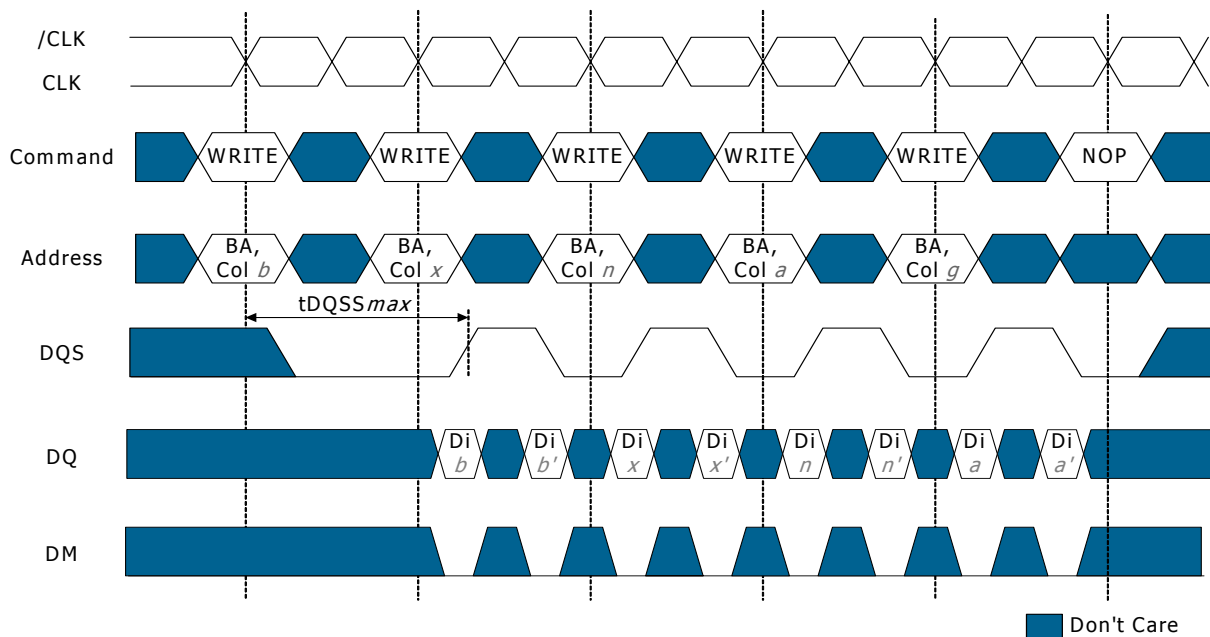 /CLK
CLK
Command
WRITE WRITE WRITE WRITE WRITE NOP
Address
BA, BA, BA, BA, BA,
Col b Col x Col n Col a Col g
tDQSSmax
DQS
DQ
Di Di Di Di Di Di Di Di
b b' x x' n n' a a'
DM
Don't Care